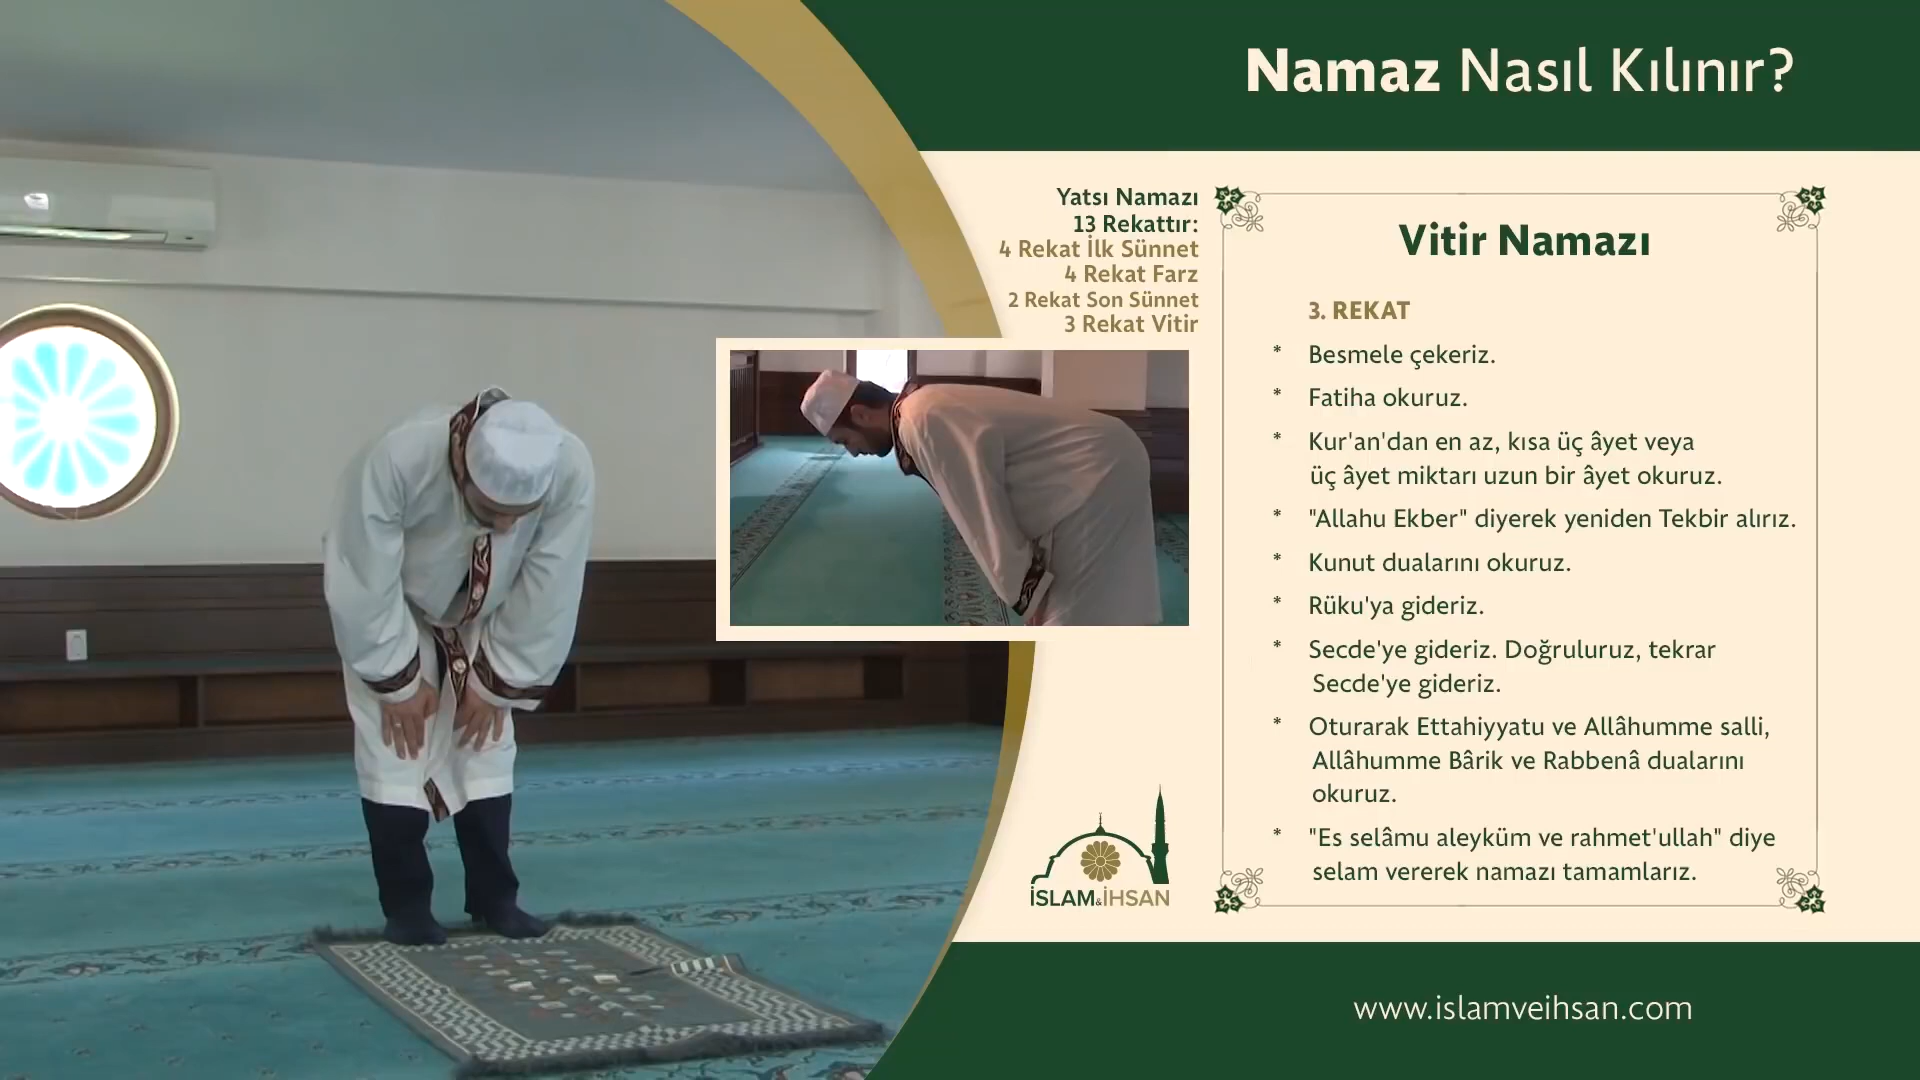 Namaz Nasıl Kılınır?
Yatsı Namazı
13 Rekattır:
4 Rekat İlk Sünnet
4 Rekat Farz
2 Rekat Son Sünnet
3 Rekat Vitir
Vitir Namazı
3. REKAT
* Besmele çekeriz.
* Fatiha okuruz.
* Kur'an'dan en az, kısa üç âyet veya
üç âyet miktarı uzun bir âyet okuruz.
* "Allahu Ekber" diyerek yeniden Tekbir alırız.
* Kunut dualarını okuruz.
* Rüku'ya gideriz.
* Secde'ye gideriz. Doğruluruz, tekrar
Secde'ye gideriz.
* Oturarak Ettahiyyatu ve Allâhumme salli,
Allâhumme Bârik ve Rabbenâ dualarını
okuruz.
* "Es selâmu aleyküm ve rahmet'ullah" diye
selam vererek namazı tamamlarız.
İSLAM&İHSAN
www.islamveihsan.com